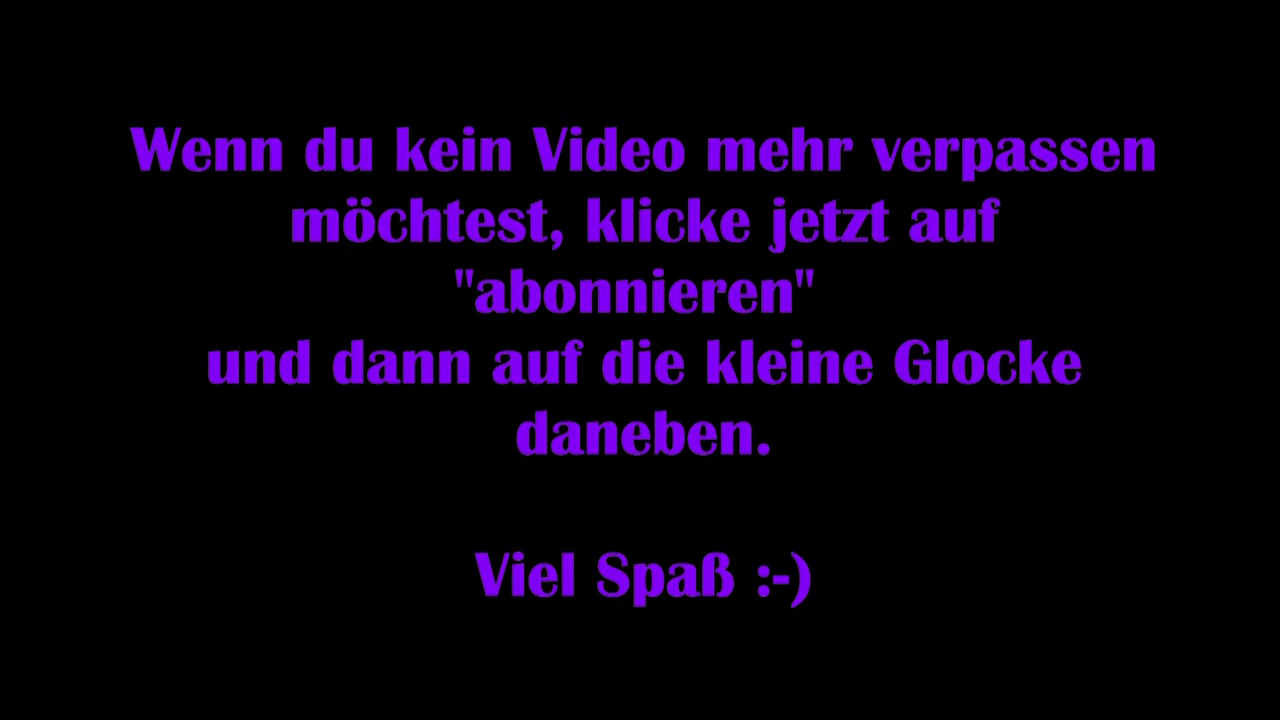 Wenn du kein Video mehr verpassen
möchtest, klicke jetzt auf
"abonnieren"
und dann auf die kleine Glocke
daneben.
Viel Spaß :-)